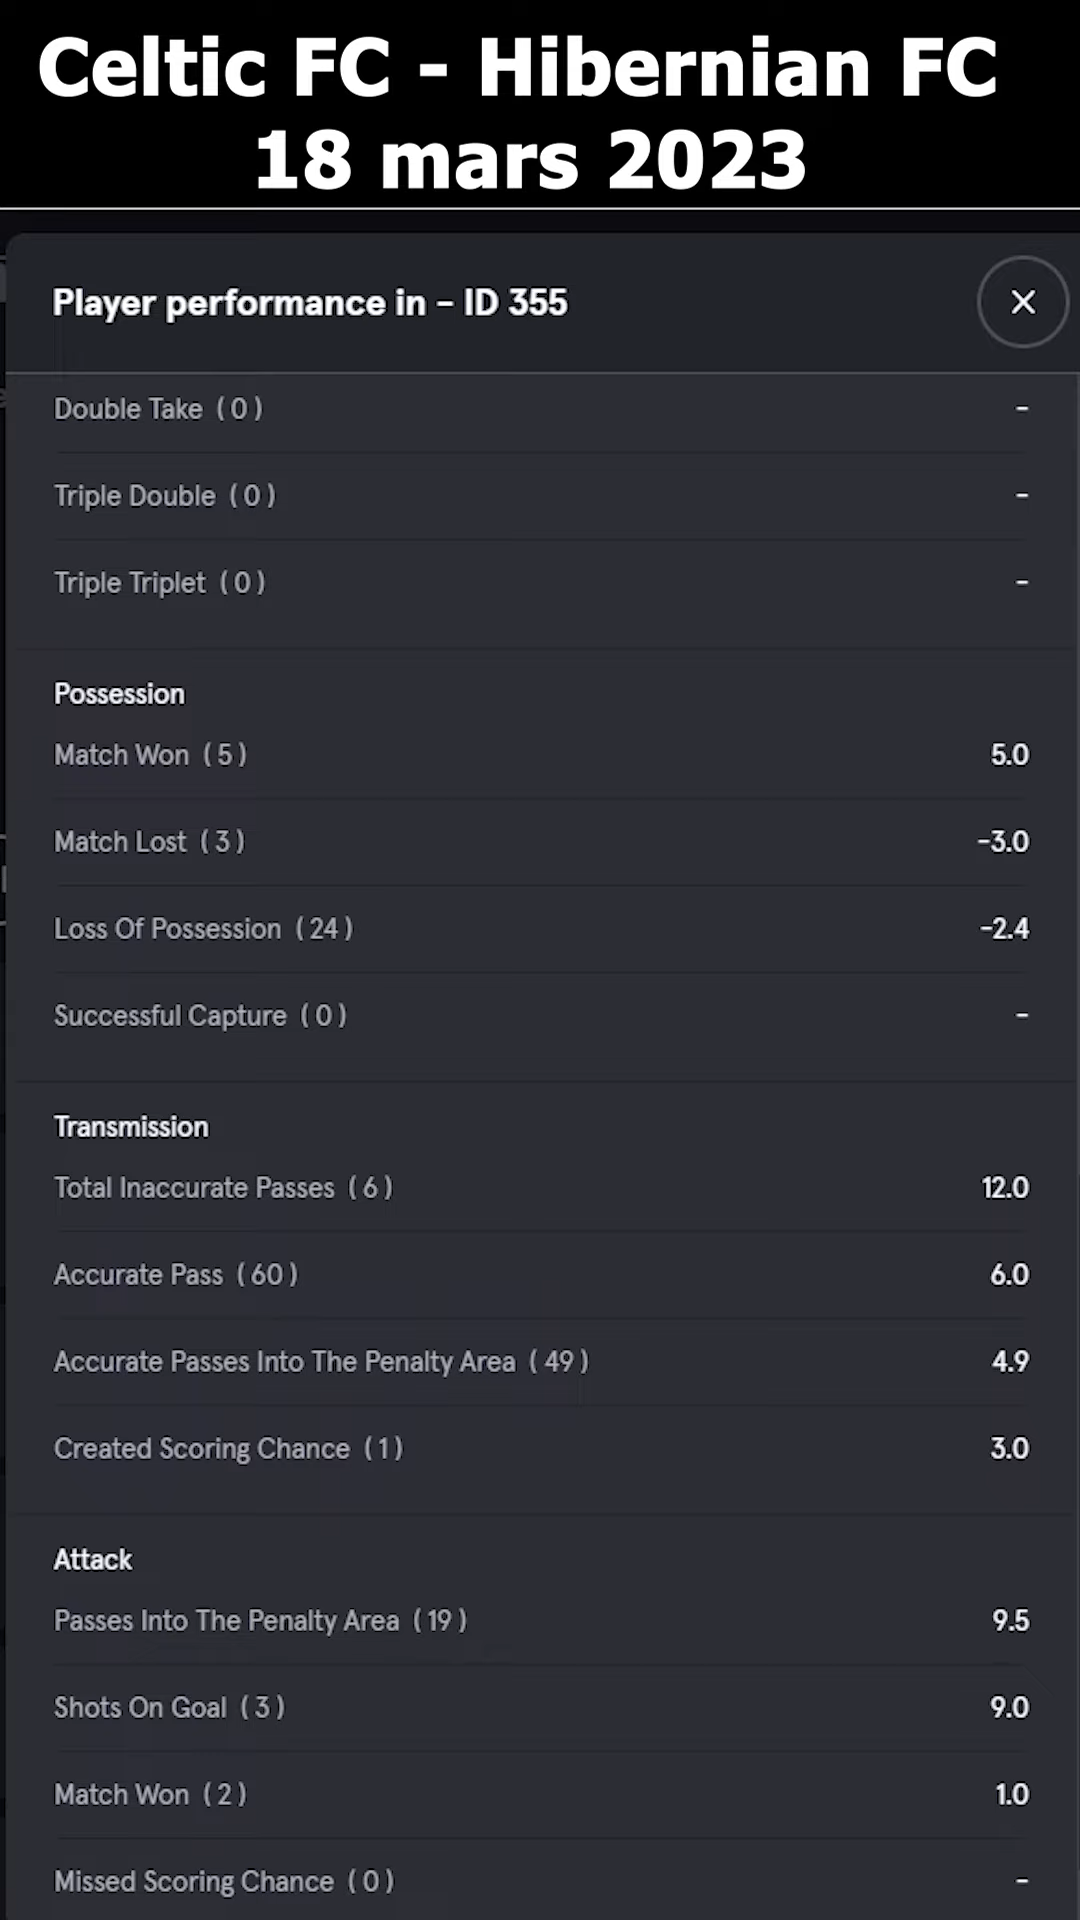 Celtic FC - Hibernian FC
18 mars 2023
Player performance in – ID 355
Double Take (0) -
Triple Double (0) -
Triple Triplet (0) -
Possession
Match Won (5) 5.0
Match Lost (3) -3.0
Loss Of Possession (24) -2.4
Successful Capture (0) -
Transmission
Total Inaccurate Passes (6) 12.0
Accurate Pass (60) 6.0
Accurate Passes Into The Penalty Area (49) 4.9
Created Scoring Chance (1) 3.0
Attack
Passes Into The Penalty Area (19) 9.5
Shots On Goal (3) 9.0
Match Won (2) 1.0
Missed Scoring Chance (0) -